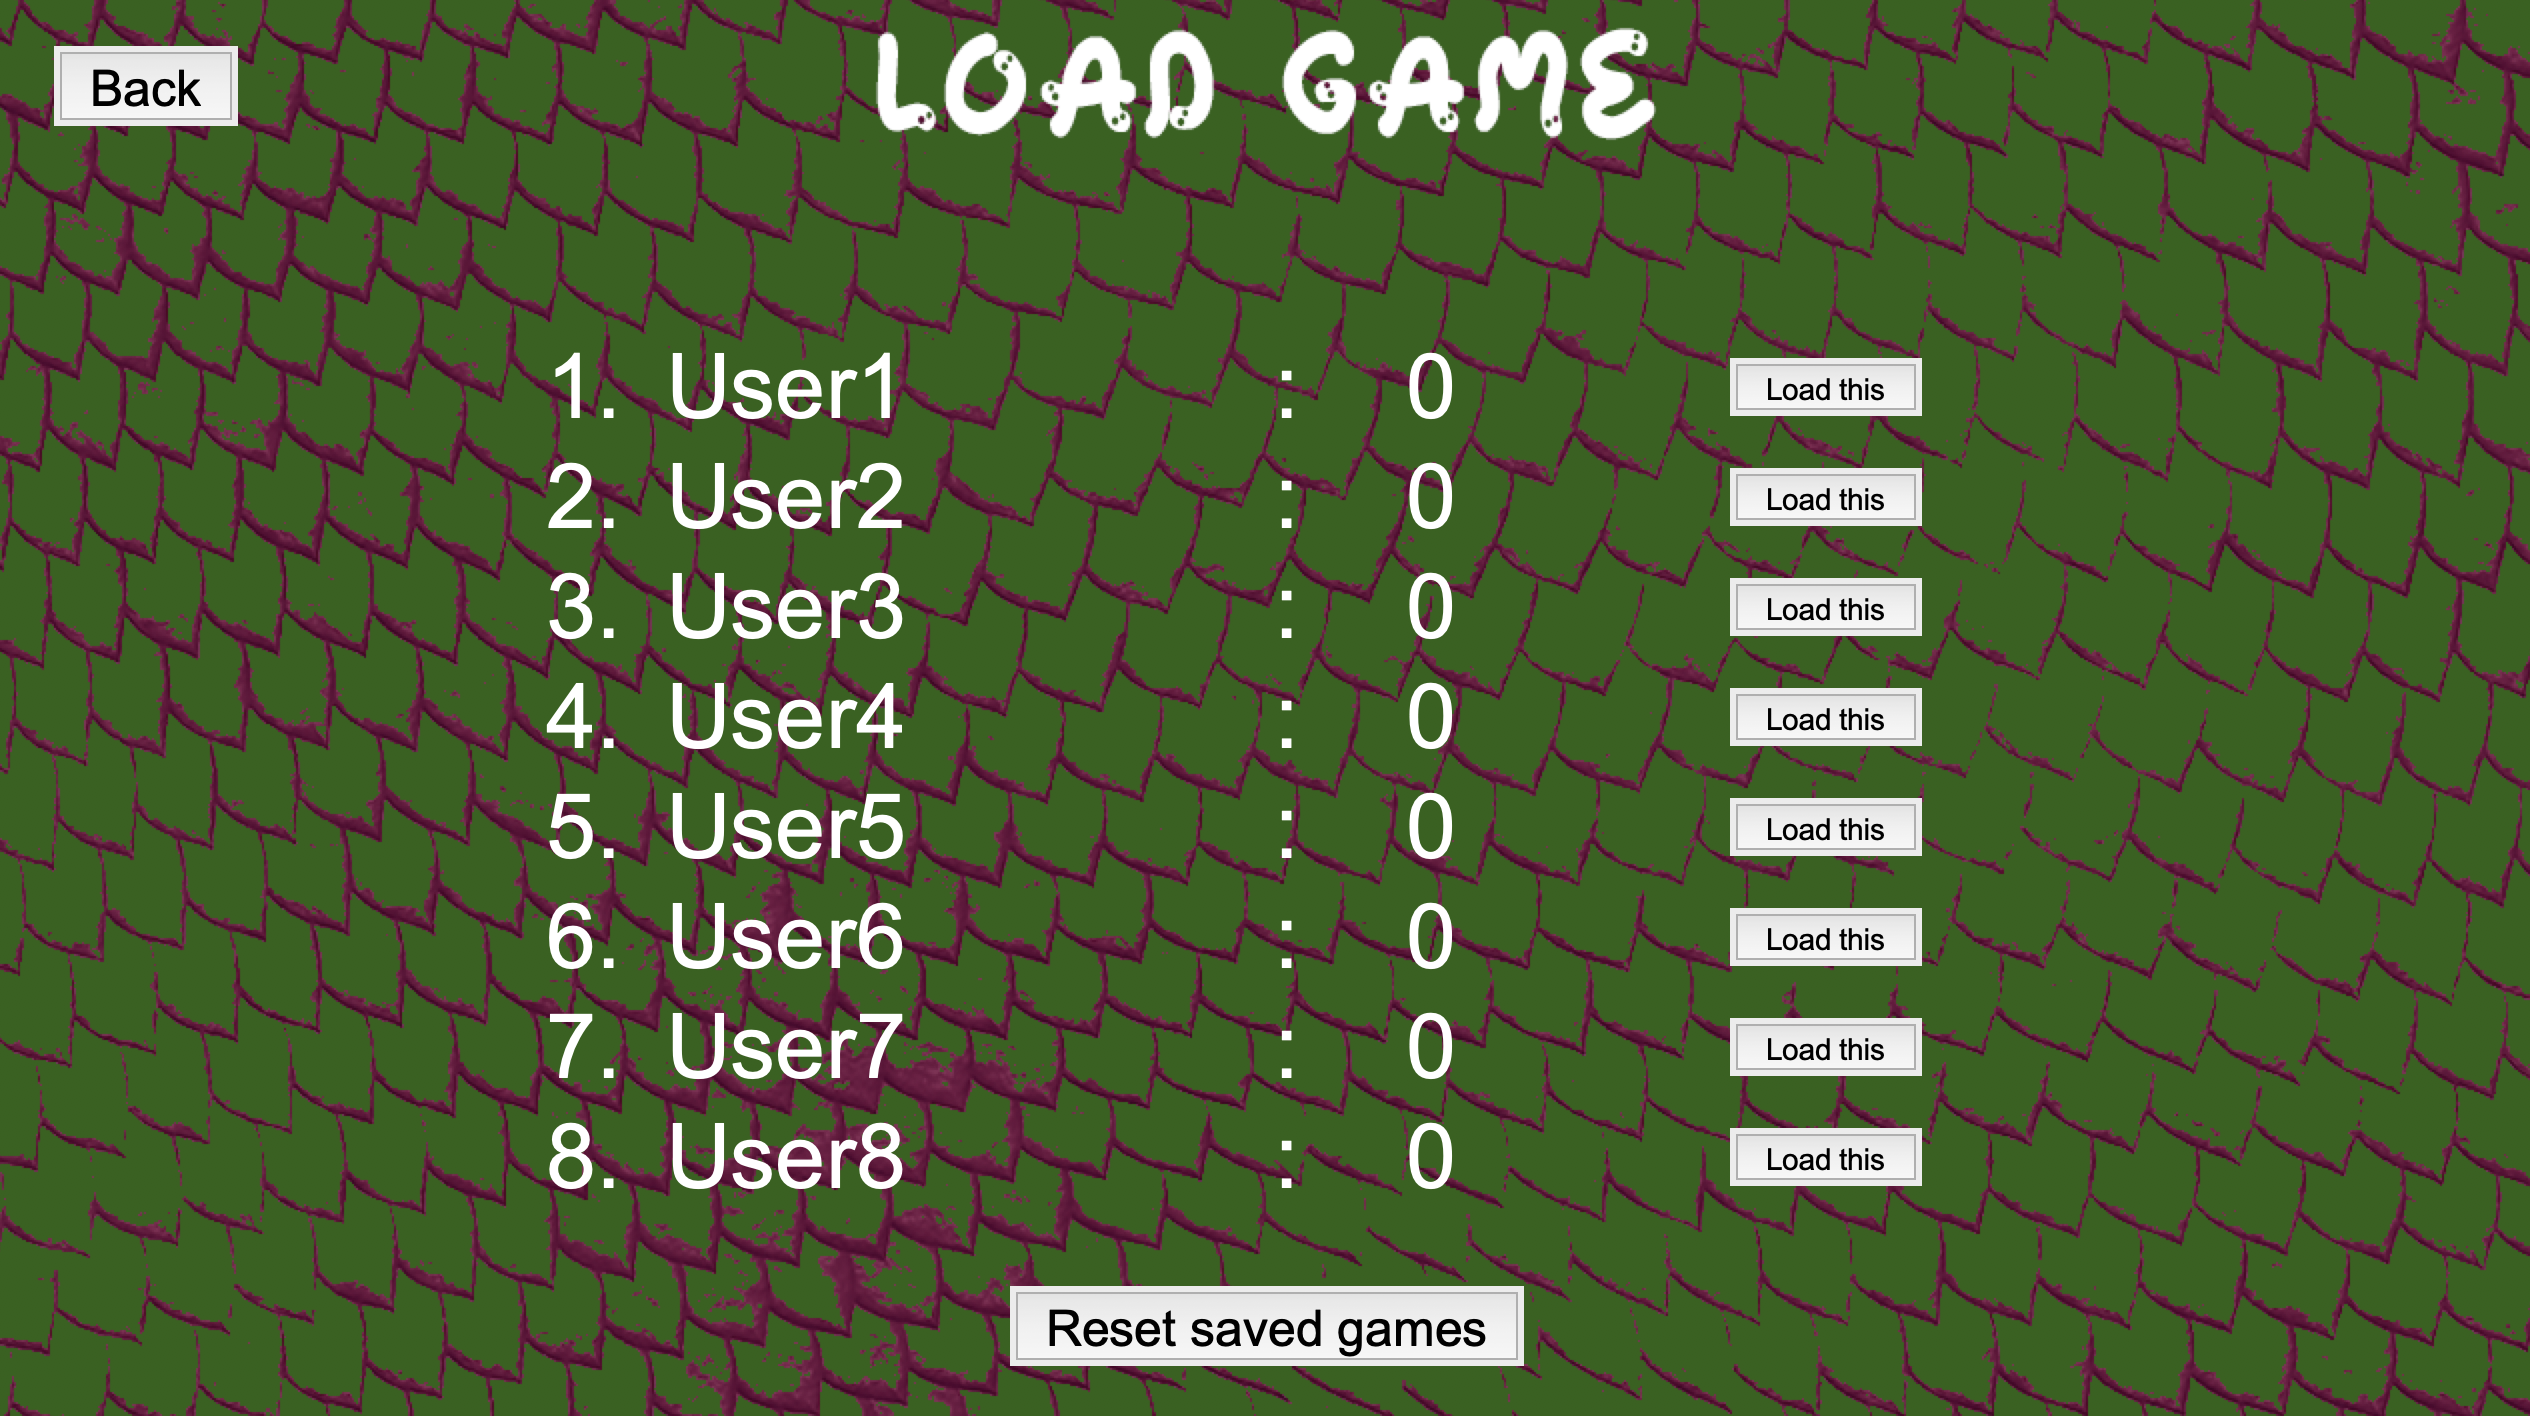 Back
LOAD GAME
1. User1 : 0 Load this
2. User2 : 0 Load this
3. User3 : 0 Load this
4. User4 : 0 Load this
5. User5 : 0 Load this
6. User6 : 0 Load this
7. User7 : 0 Load this
8. User8 : 0 Load this
Reset saved games